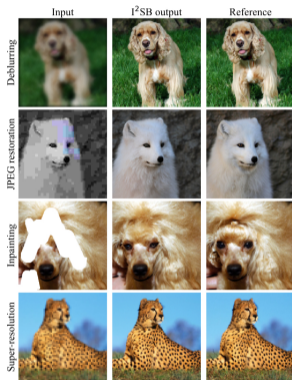 Input
I²SB output
Reference
Deblurring
JPEG restoration
Inpainting
Super-resolution